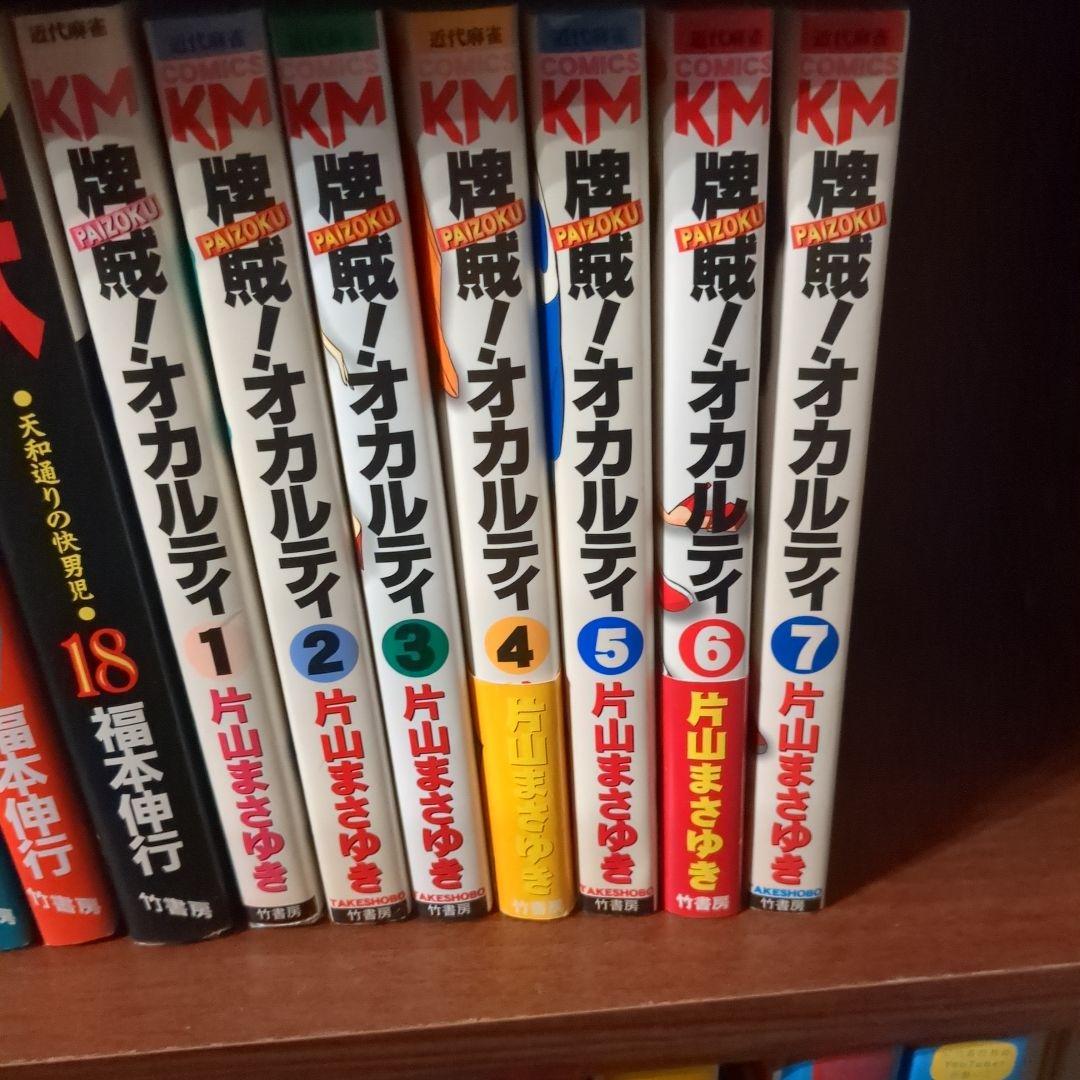 福本伸行
竹書房
●天和通りの快男児●
18
福本伸行
竹書房
近代麻雀
KM
牌賊!オカルティ
PAIZOKU
1
片山まさゆき
竹書房
COMICS
KM
牌賊!オカルティ
PAIZOKU
2
片山まさゆき
TAKESHOBO
竹書房
COMICS
KM
牌賊!オカルティ
PAIZOKU
3
片山まさゆき
TAKESHOBO
竹書房
近代麻雀
COMICS
KM
牌賊!オカルティ
PAIZOKU
4
片山まさゆき
竹書房
COMICS
KM
牌賊!オカルティ
PAIZOKU
5
片山まさゆき
TAKESHOBO
竹書房
COMICS
KM
牌賊!オカルティ
PAIZOKU
6
片山まさゆき
竹書房
COMICS
KM
牌賊!オカルティ
PAIZOKU
7
片山まさゆき
TAKESHOBO
竹書房
YouTuber